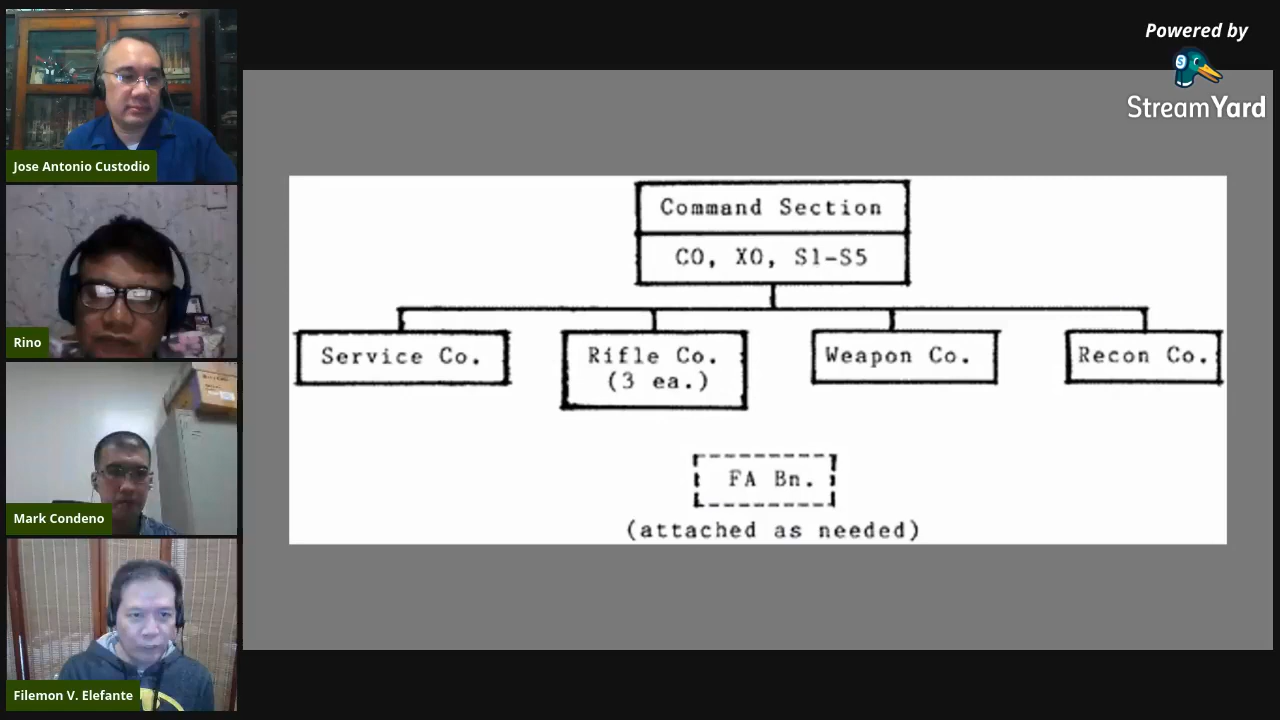 Powered by
StreamYard
Jose Antonio Custodio
Rino
Mark Condeno
Filemon V. Elefante
Command Section
CO, XO, S1-S5
Service Co.
Rifle Co.
(3 ea.)
Weapon Co.
Recon Co.
FA Bn.
(attached as needed)